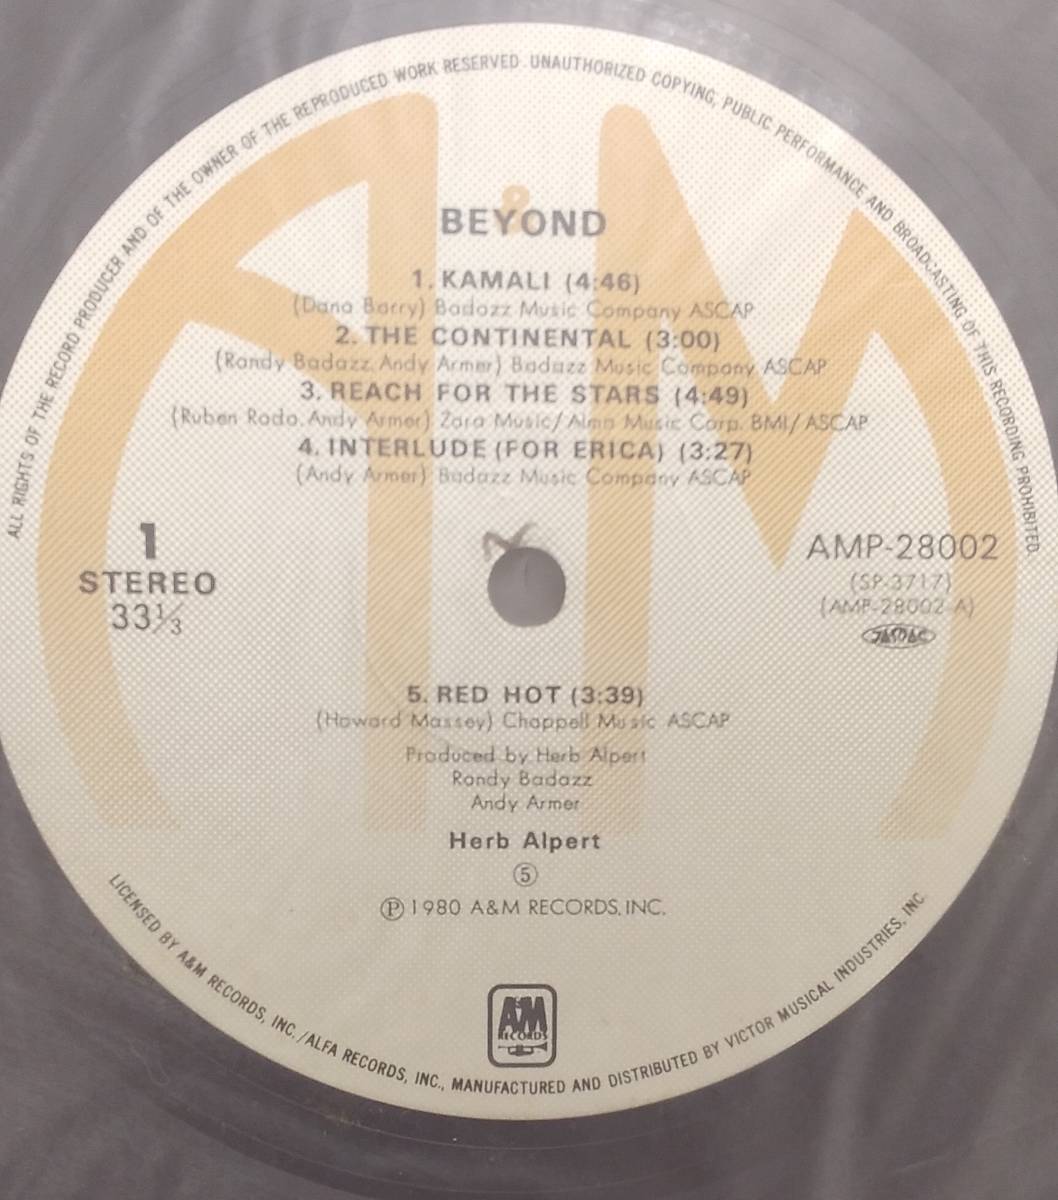 ALL RIGHTS OF THE RECORD PRODUCER AND OF THE OWNER OF THE REPRODUCED WORK RESERVED. UNAUTHORIZED COPYING, PUBLIC PERFORMANCE AND BROADCASTING OF THIS RECORDING PROHIBITED.
A&M
BEYOND
1. KAMALI (4:46)
(Dana Barry) Badazz Music Company ASCAP
2. THE CONTINENTAL (3:00)
(Randy Badazz, Andy Armer) Badazz Music Company ASCAP
3. REACH FOR THE STARS (4:49)
(Ruben Rada, Andy Armer) Zara Music/Almo Music Corp. BMI/ASCAP
4. INTERLUDE (FOR ERICA) (3:27)
(Andy Armer) Badazz Music Company ASCAP
1
STEREO
33⅓
AMP-28002
(SP-3717)
(AMP-28002-A)
JASRAC
5. RED HOT (3:39)
(Howard Massey) Chappell Music ASCAP
Produced by Herb Alpert
Randy Badazz
Andy Armer
Herb Alpert
⑤
Ⓟ1980 A&M RECORDS, INC.
A&M
RECORDS
LICENSED BY A&M RECORDS, INC./ALFA RECORDS, INC., MANUFACTURED AND DISTRIBUTED BY VICTOR MUSICAL INDUSTRIES, INC.